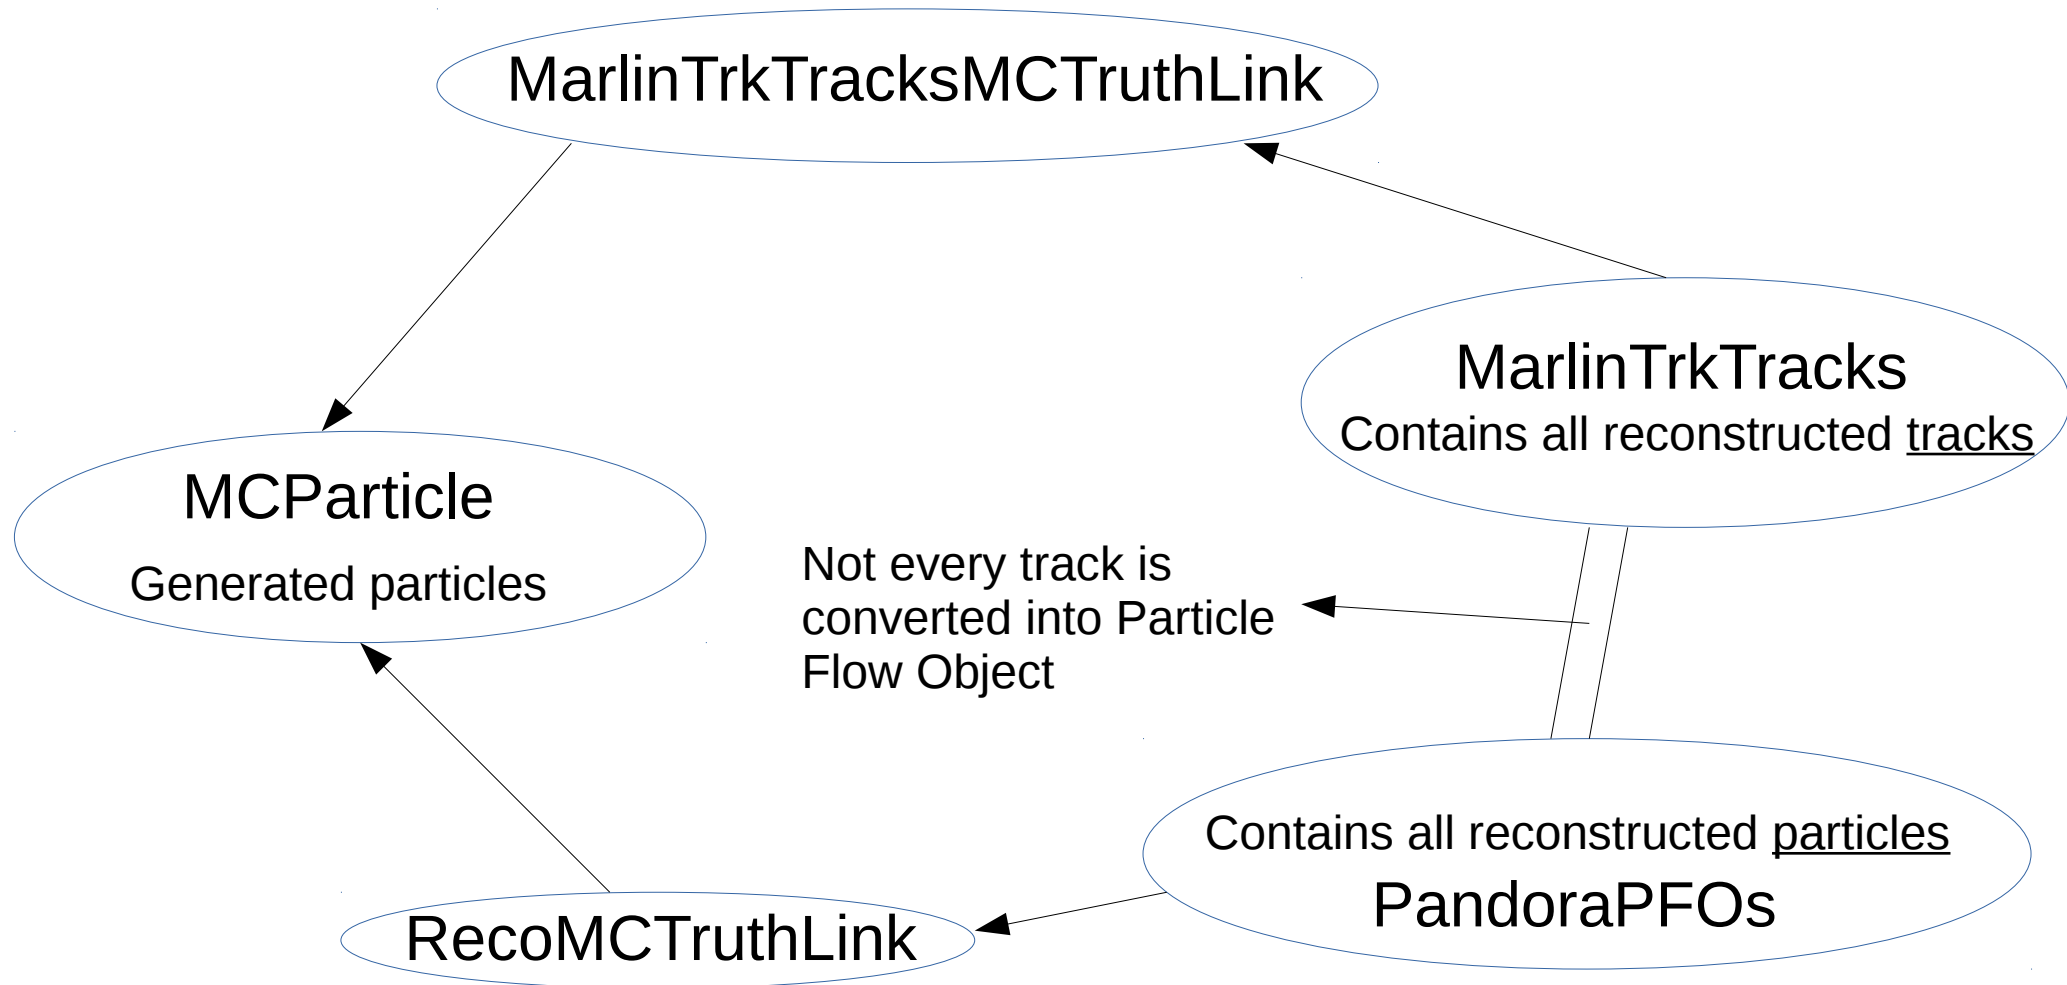 MarlinTrkTracksMCTruthLink
MarlinTrkTracks
Contains all reconstructed tracks
MCParticle
Generated particles
Not every track is
converted into Particle
Flow Object
Contains all reconstructed particles
PandoraPFOs
RecoMCTruthLink